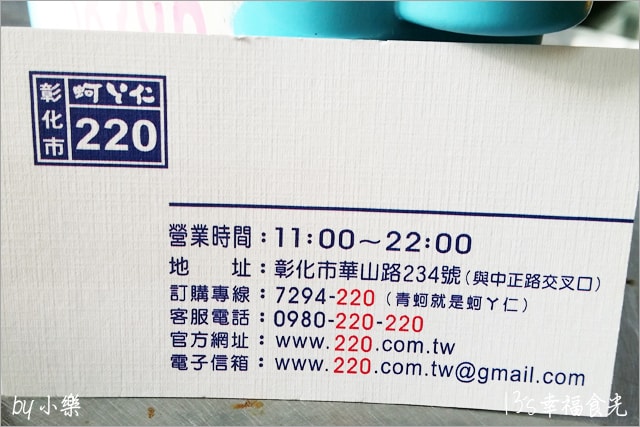 彰化市
蚵ㄚ仁
220
營業時間：11:00～22:00
地　　址：彰化市華山路234號（與中正路交叉口）
訂購專線：7294-220（青蚵就是蚵ㄚ仁）
客服電話：0980-220-220
官方網址：www.220.com.tw
電子信箱：www.220.com.tw@gmail.com
by小樂
幸福食光